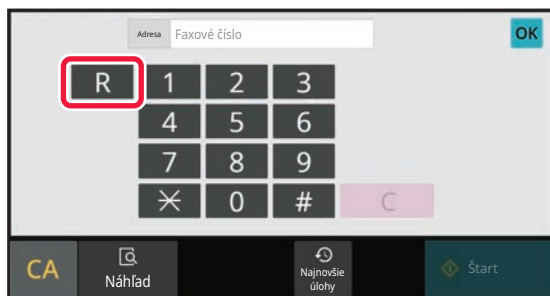 Adresa Faxové číslo OK
R 1 2 3
4 5 6
7 8 9
* 0 # C
CA Náhľad Najnovšie úlohy Štart